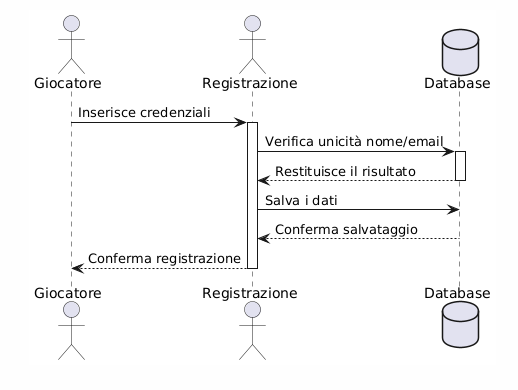 Giocatore Registrazione Database
Inserisce credenziali
Verifica unicità nome/email
Restituisce il risultato
Salva i dati
Conferma salvataggio
Conferma registrazione
Giocatore Registrazione Database